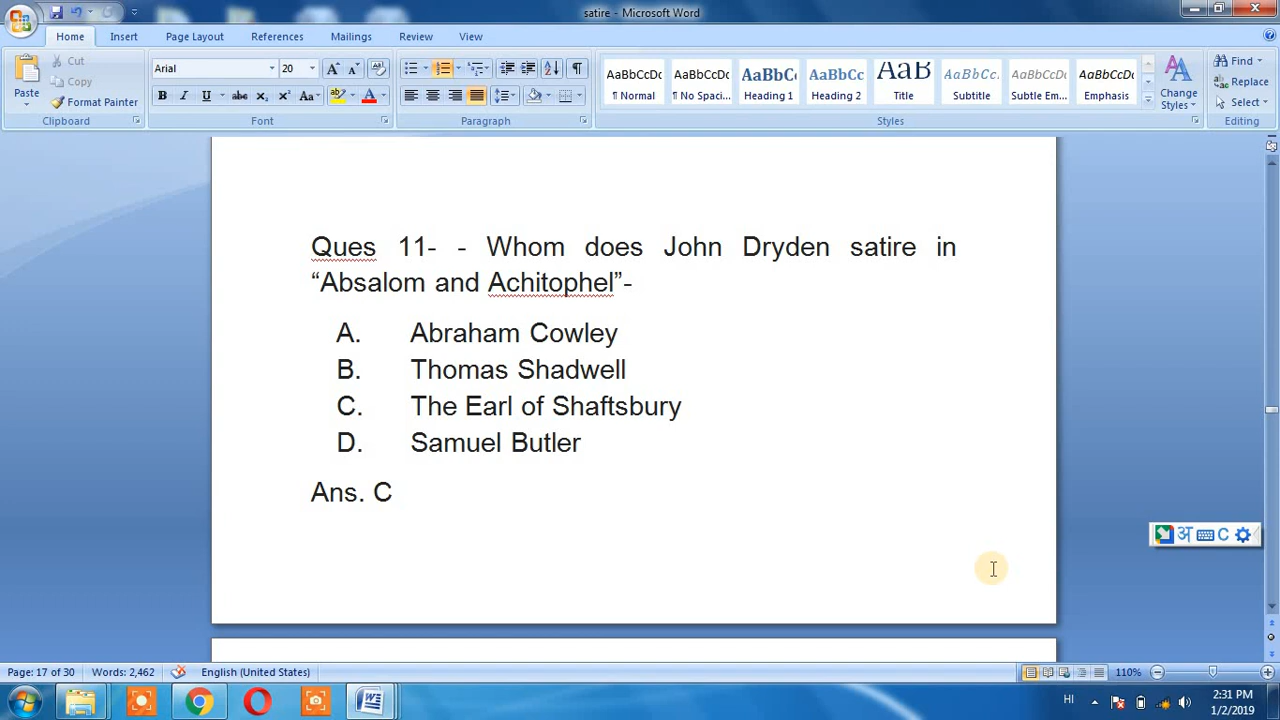 satire - Microsoft Word
Home Insert Page Layout References Mailings Review View
Cut
Copy
Paste
Format Painter
Clipboard
Arial 20
Font
Paragraph
AaBbCcDc AaBbCcDc AaBbC AaBbCc AaB AaBbCc. AaBbCcDc AaBbCcDc
¶ Normal ¶ No Spaci... Heading 1 Heading 2 Title Subtitle Subtle Em... Emphasis
Change Styles
Styles
Find
Replace
Select
Editing
Ques 11- - Whom does John Dryden satire in
“Absalom and Achitophel”-
A. Abraham Cowley
B. Thomas Shadwell
C. The Earl of Shaftsbury
D. Samuel Butler
Ans. C
अ C
Page: 17 of 30 Words: 2,462 English (United States) 110%
HI 2:31 PM
1/2/2019